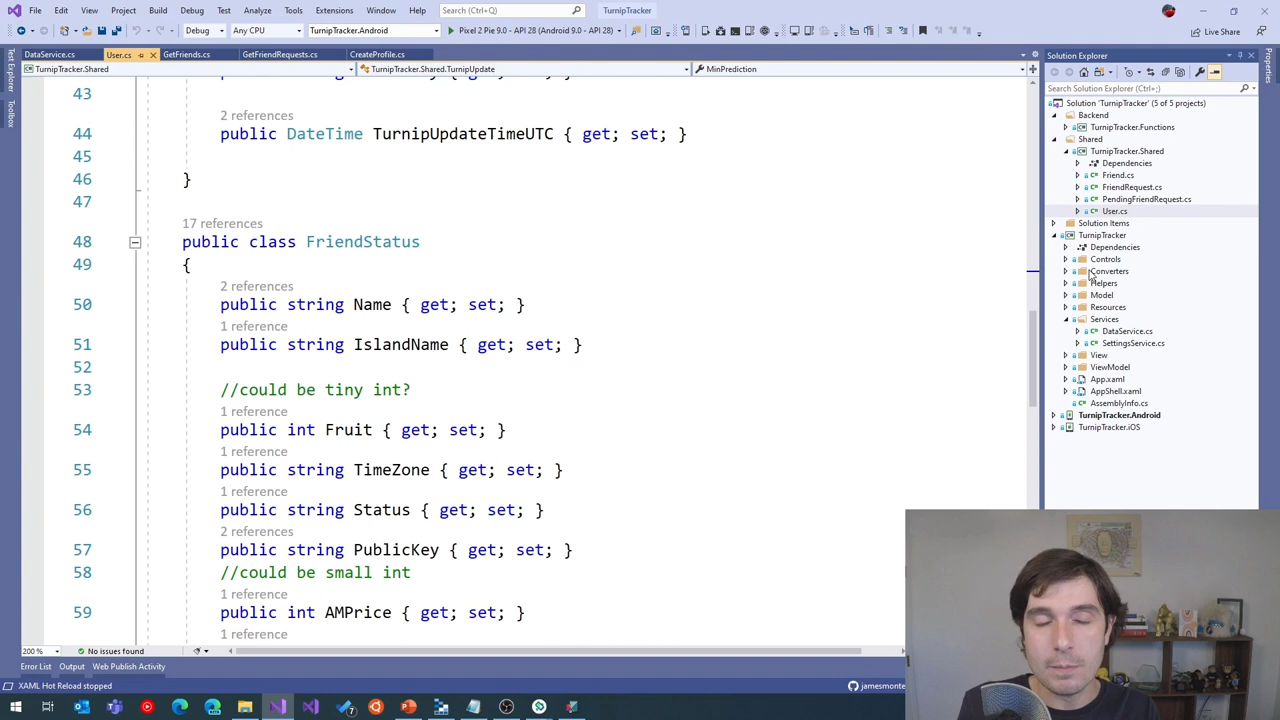 File Edit View Project Build Debug Test Analyze Tools Extensions Window Help Search (Ctrl+Q) TurnipTracker
Debug Any CPU TurnipTracker.Android Pixel 2 Pie 9.0 - API 28 (Android 9.0 - API 28) Live Share
DataService.cs User.cs GetFriends.cs GetFriendRequests.cs CreateProfile.cs
TurnipTracker.Shared TurnipTracker.Shared.TurnipUpdate MinPrediction
Test Explorer
Toolbox
43
2 references
44 public DateTime TurnipUpdateTimeUTC { get; set; }
45
46 }
47
17 references
48 public class FriendStatus
49 {
2 references
50 public string Name { get; set; }
1 reference
51 public string IslandName { get; set; }
52
53 //could be tiny int?
1 reference
54 public int Fruit { get; set; }
1 reference
55 public string TimeZone { get; set; }
1 reference
56 public string Status { get; set; }
2 references
57 public string PublicKey { get; set; }
58 //could be small int
1 reference
59 public int AMPrice { get; set; }
1 reference
200 % No issues found
Error List Output Web Publish Activity
XAML Hot Reload stopped jamesmonte
Solution Explorer
Search Solution Explorer (Ctrl+;)
Solution 'TurnipTracker' (5 of 5 projects)
Backend
TurnipTracker.Functions
Shared
TurnipTracker.Shared
Dependencies
Friend.cs
FriendRequest.cs
PendingFriendRequest.cs
User.cs
Solution Items
TurnipTracker
Dependencies
Controls
Converters
Helpers
Model
Resources
Services
DataService.cs
SettingsService.cs
View
ViewModel
App.xaml
AppShell.xaml
AssemblyInfo.cs
TurnipTracker.Android
TurnipTracker.iOS
Properties